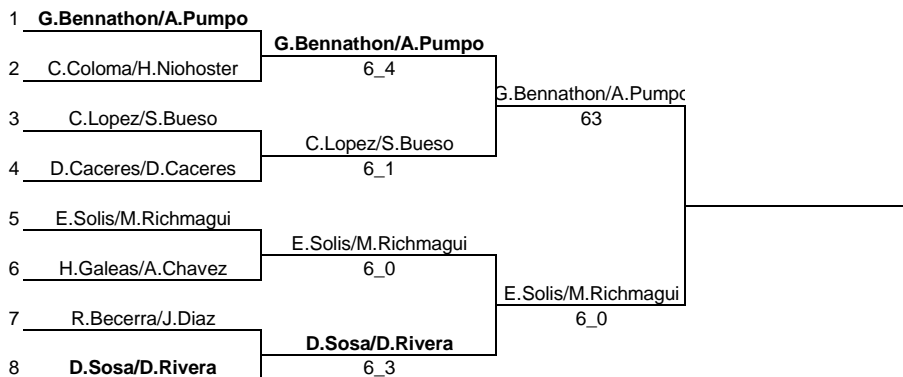 1 G.Bennathon/A.Pumpo
G.Bennathon/A.Pumpo
2 C.Coloma/H.Niohoster
6_4
G.Bennathon/A.Pumpo
3 C.Lopez/S.Bueso
63
C.Lopez/S.Bueso
4 D.Caceres/D.Caceres
6_1
5 E.Solis/M.Richmagui
E.Solis/M.Richmagui
6 H.Galeas/A.Chavez
6_0
E.Solis/M.Richmagui
7 R.Becerra/J.Diaz
6_0
D.Sosa/D.Rivera
8 D.Sosa/D.Rivera
6_3